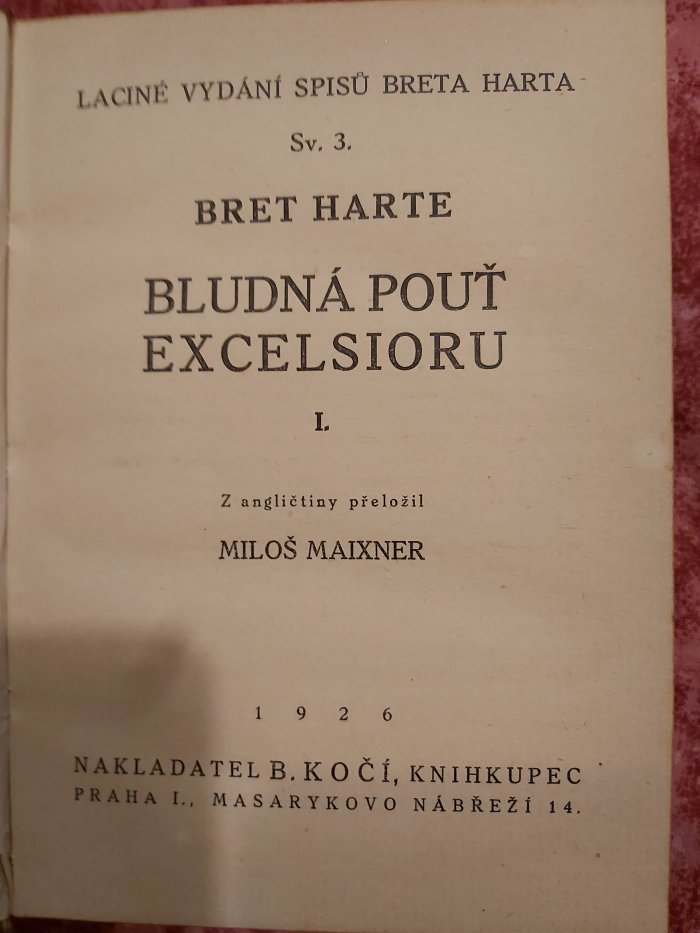 LACINÉ VYDÁNÍ SPISŮ BRETA HARTA
Sv. 3.
BRET HARTE
BLUDNÁ POUŤ
EXCELSIORU
I.
Z angličtiny přeložil
MILOŠ MAIXNER
1 9 2 6
NAKLADATEL B. KOČÍ, KNIHKUPEC
PRAHA I., MASARYKOVO NÁBŘEŽÍ 14.